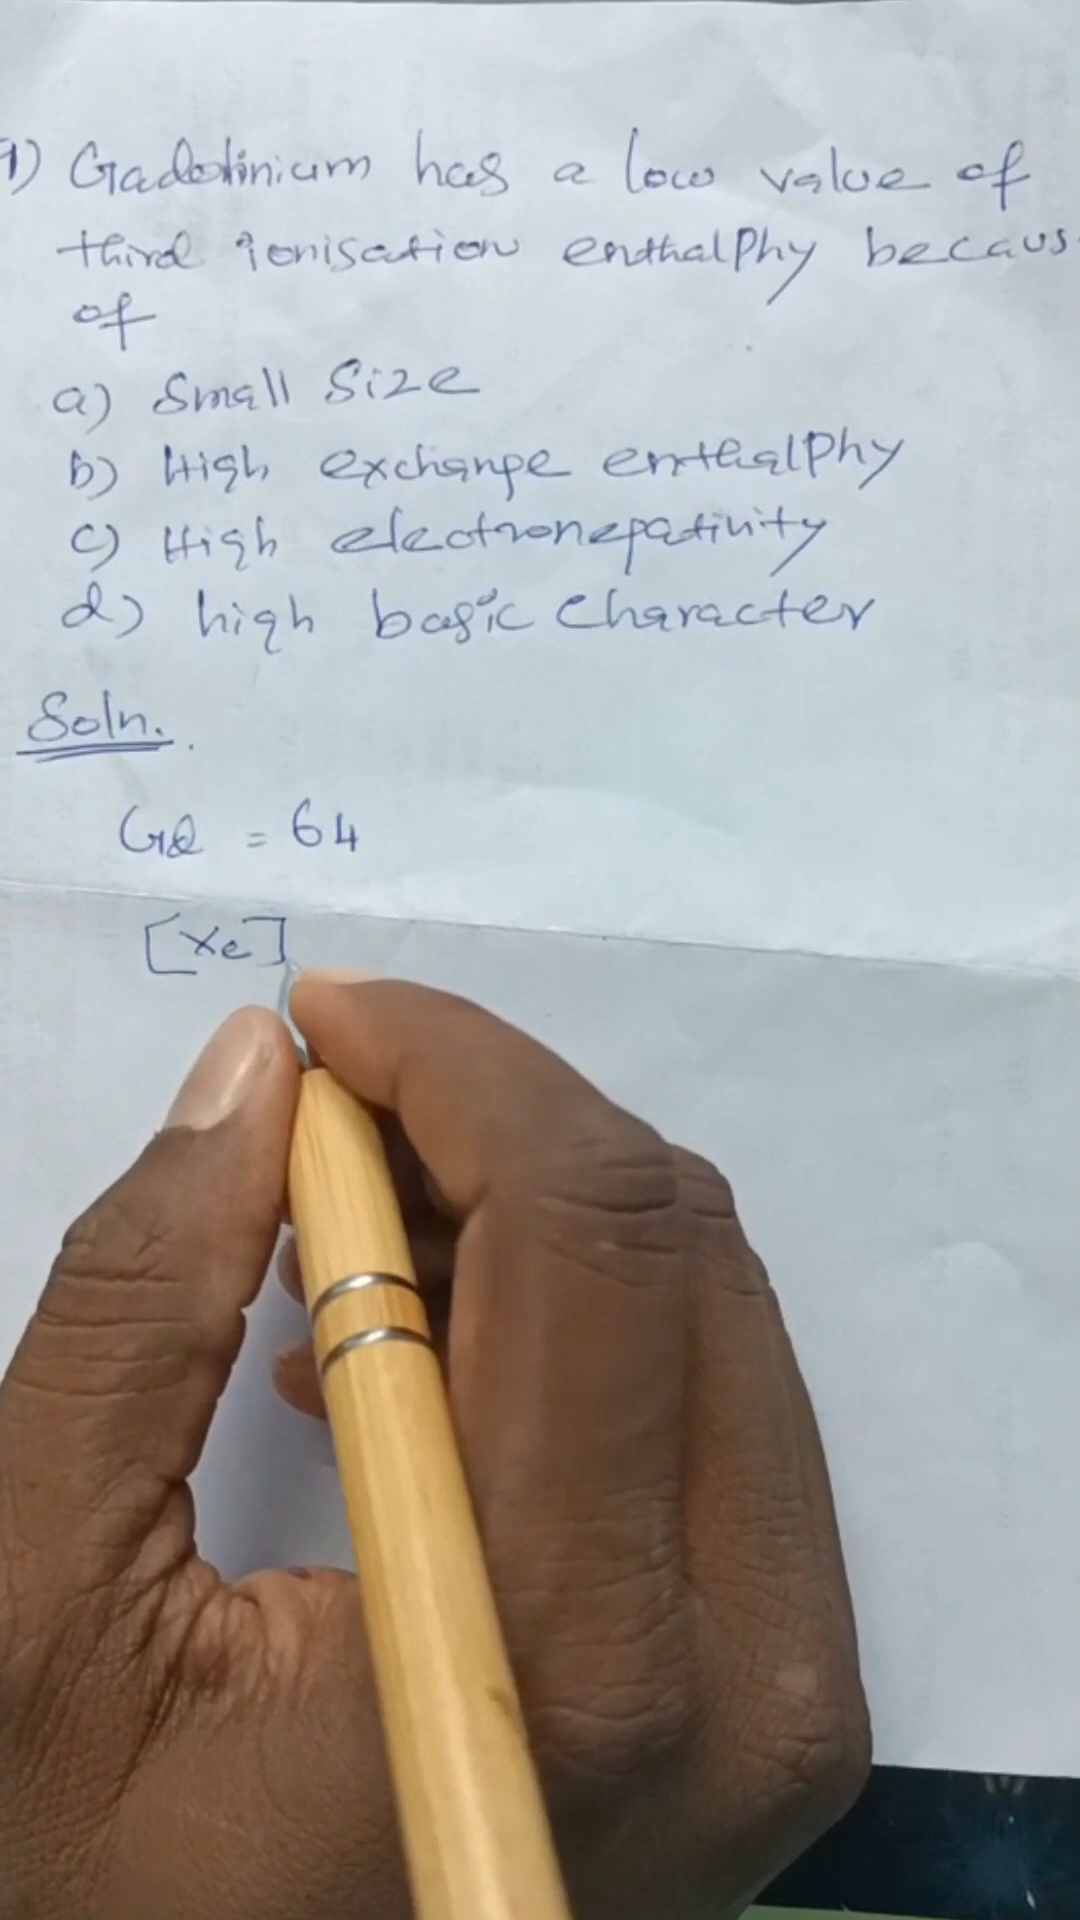 1) Gadolinium has a low value of
third ionisation enthalphy becaus
of
a) Small Size
b) High exchange enthalphy
c) High electronegativity
d) high basic character
Soln.
Gd = 64
[Xe]